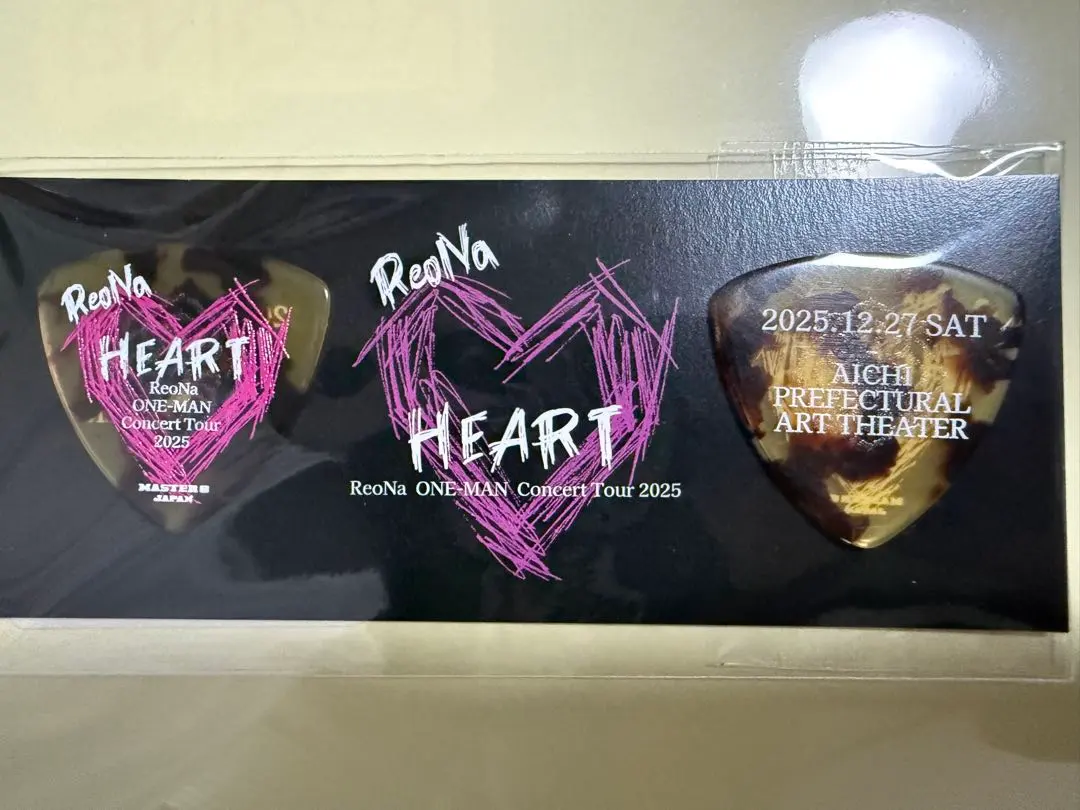 ReoNa
HEART
ReoNa
ONE-MAN
Concert Tour
2025
MASTER 8
JAPAN
ReoNa
HEART
ReoNa ONE-MAN Concert Tour 2025
2025.12.27 SAT
AICHI
PREFECTURAL
ART THEATER